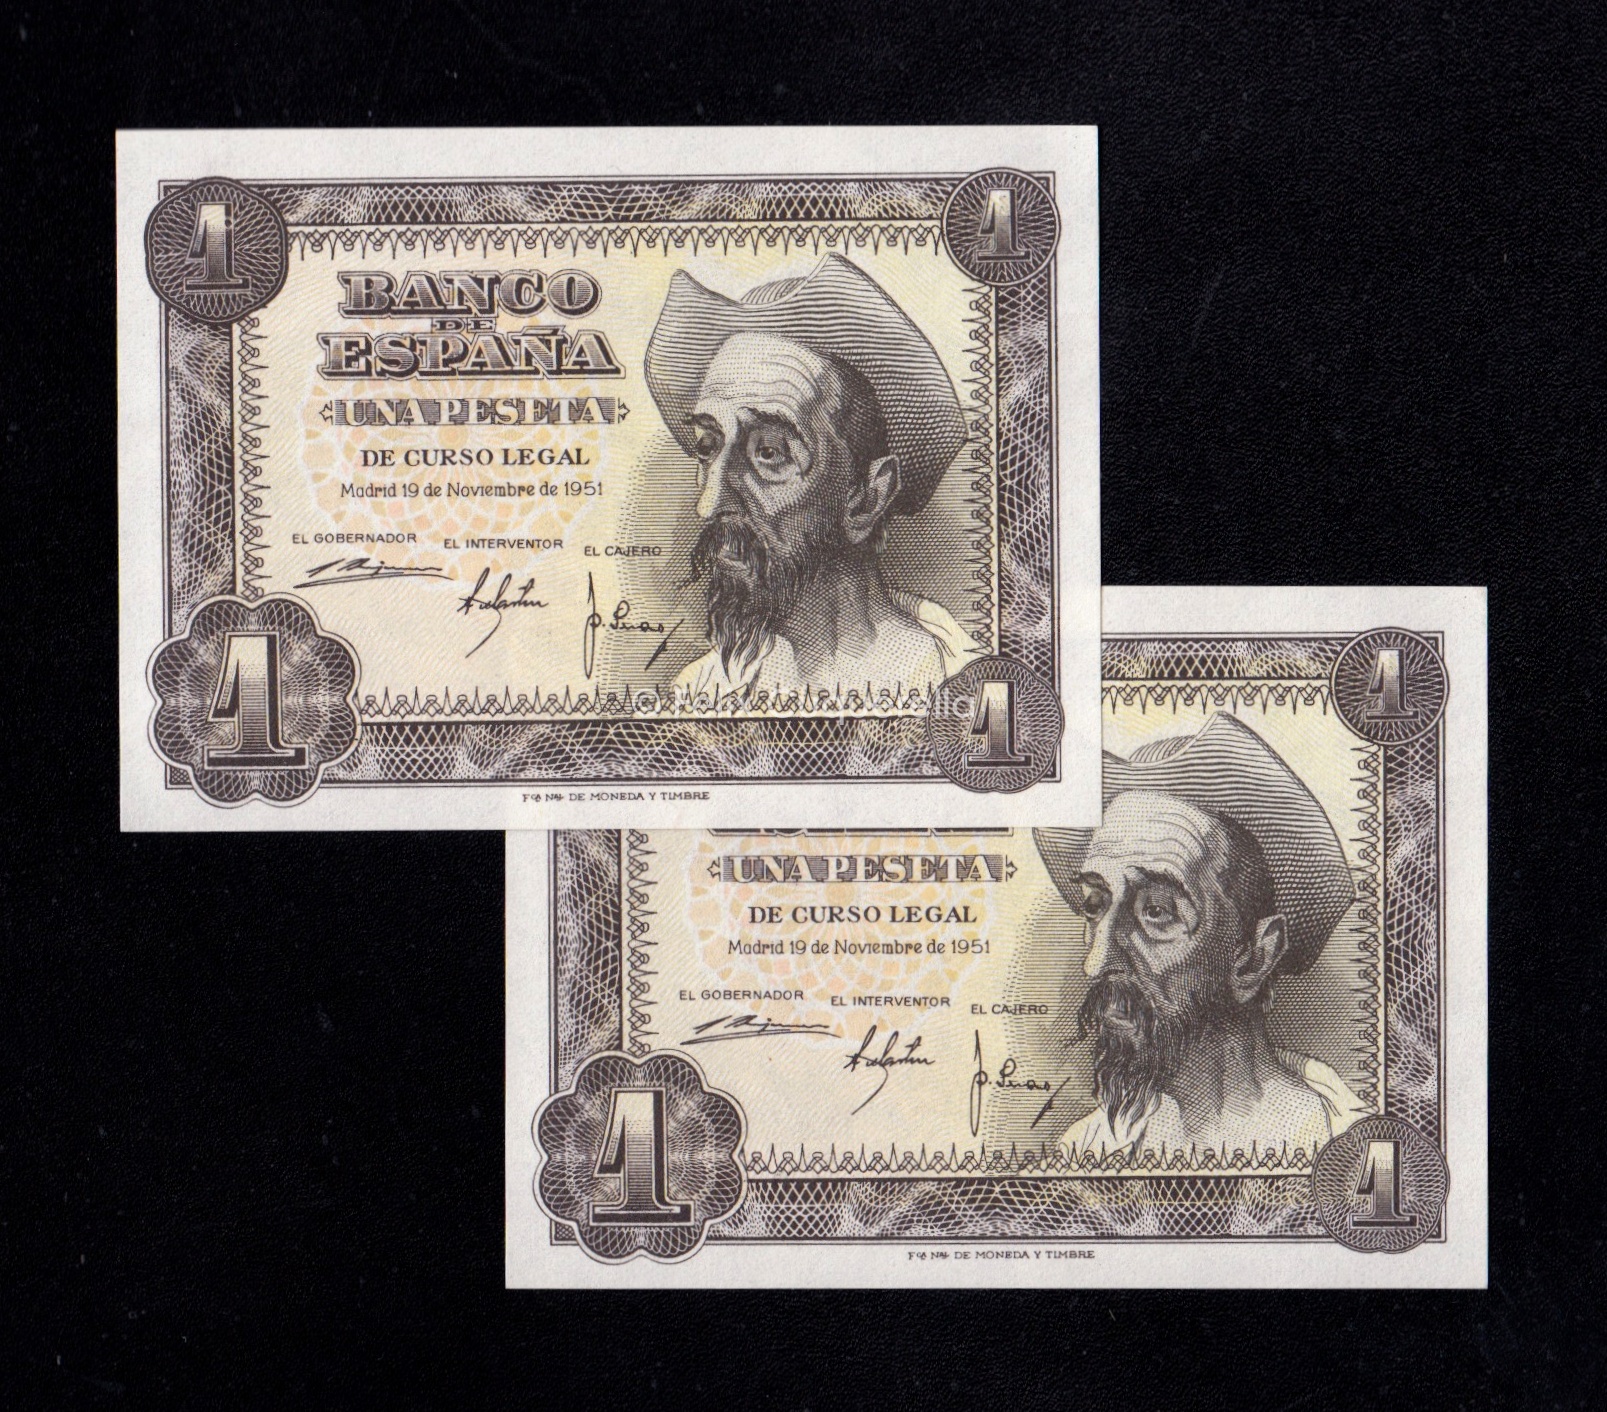 1
1
BANCO
DE
ESPAÑA
UNA PESETA
DE CURSO LEGAL
Madrid 19 de Noviembre de 1951
EL GOBERNADOR EL INTERVENTOR EL CAJERO
1
1
Fca Nal DE MONEDA Y TIMBRE
1
UNA PESETA
DE CURSO LEGAL
Madrid 19 de Noviembre de 1951
EL GOBERNADOR EL INTERVENTOR EL CAJERO
1
1
Fca Nal DE MONEDA Y TIMBRE